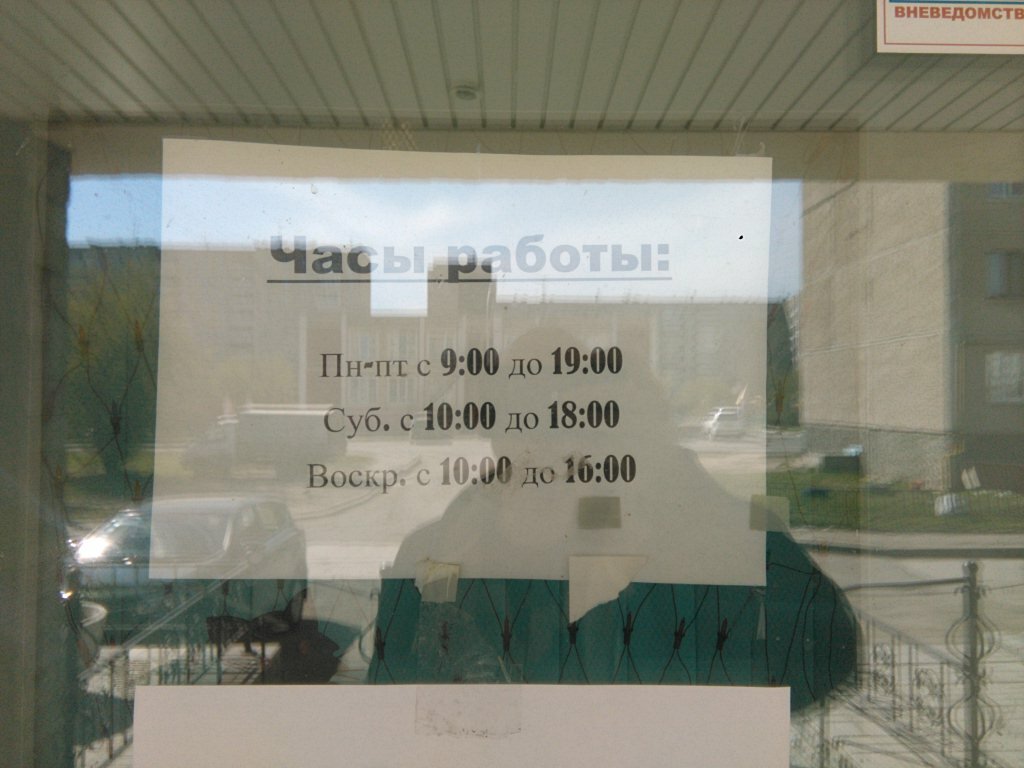 ВНЕВЕДОМСТВ
Часы работы:
Пн-пт с 9:00 до 19:00
Суб. с 10:00 до 18:00
Воскр. с 10:00 до 16:00